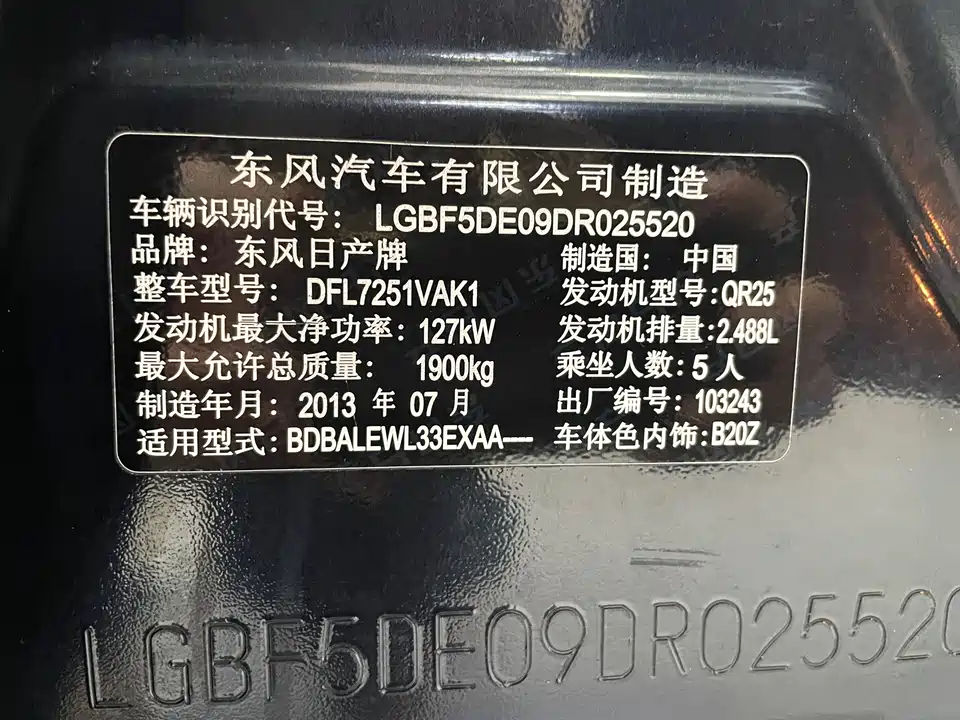 东风汽车有限公司制造
车辆识别代号: LGBF5DE09DR025520
品牌: 东风日产牌 制造国: 中国
整车型号: DFL7251VAK1 发动机型号:QR25
发动机最大净功率: 127kW 发动机排量:2.488L
最大允许总质量: 1900kg 乘坐人数: 5 人
制造年月: 2013 年 07 月 出厂编号: 103243
适用型式: BDBALEWL33EXAA---- 车体色内饰:B20Z
LGBF5DE09DR025520